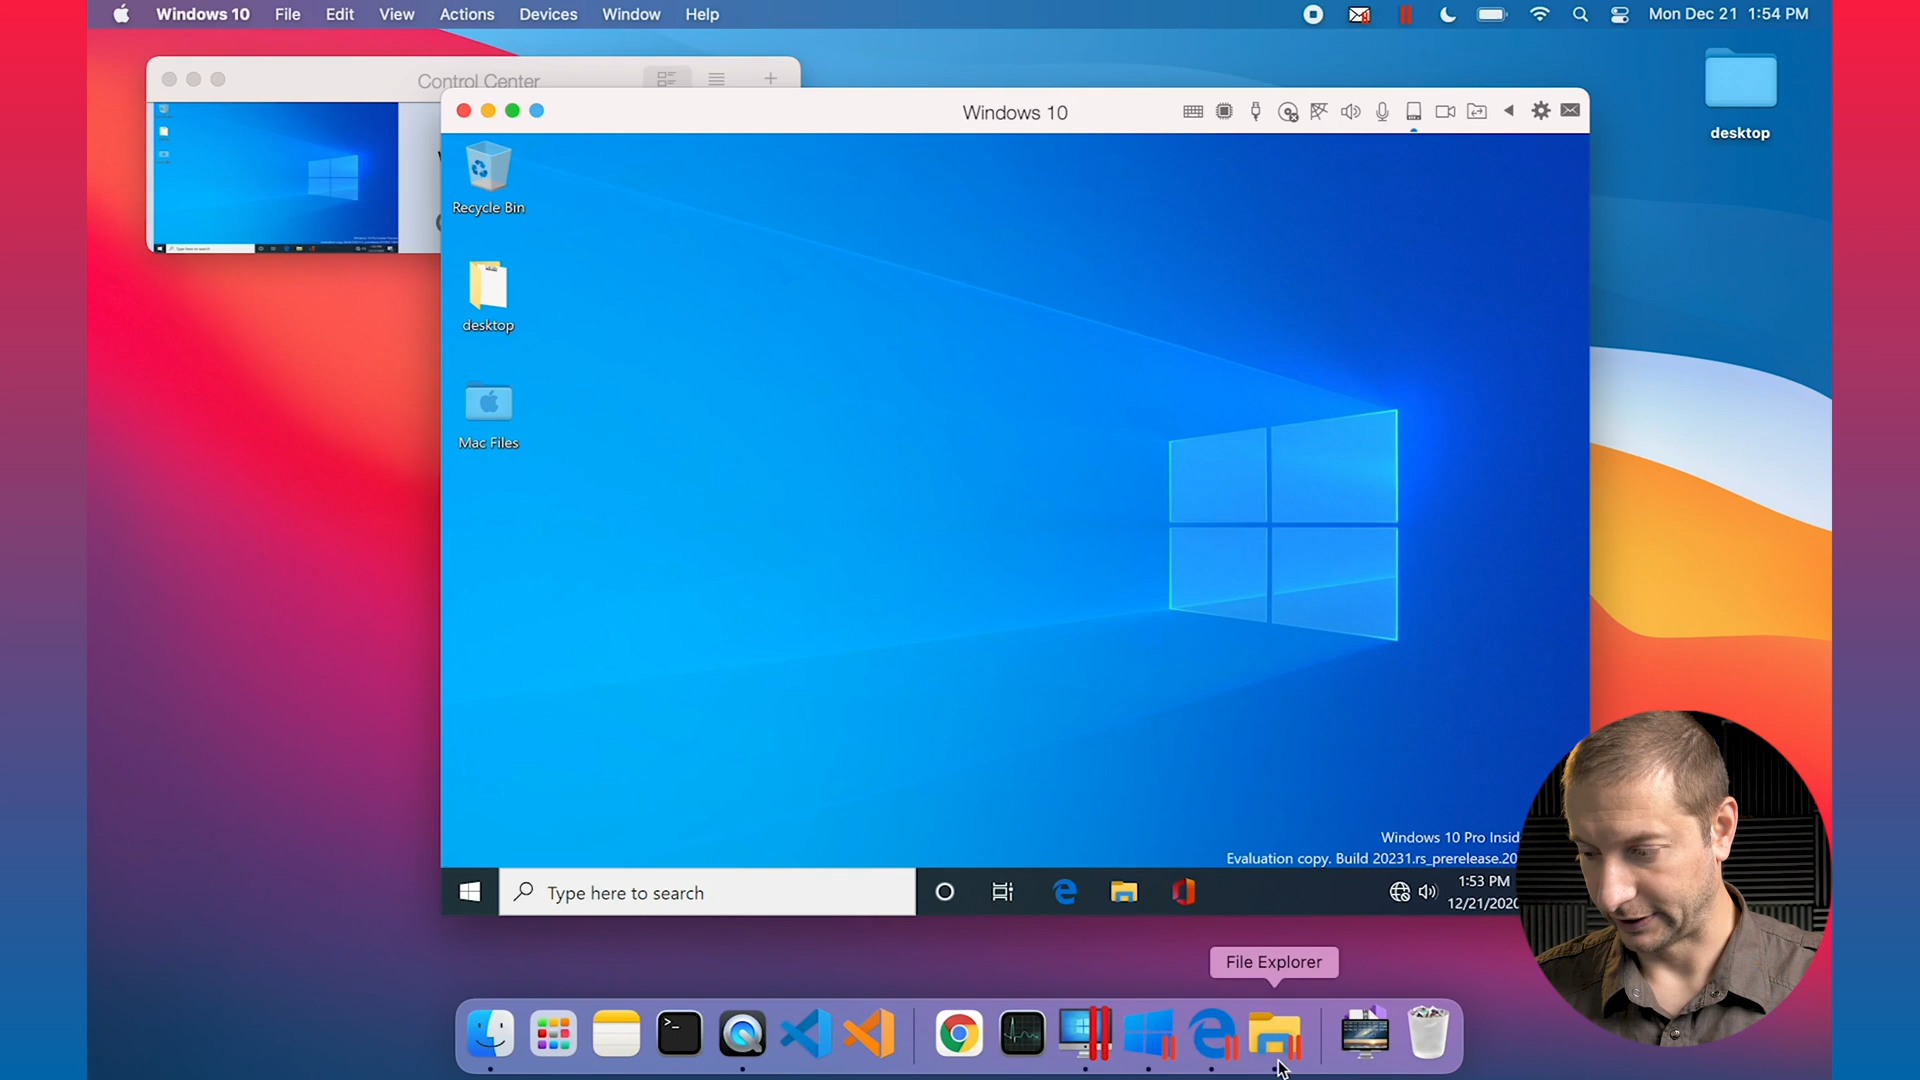 Windows 10 File Edit View Actions Devices Window Help
Mon Dec 21 1:54 PM
Control Center
Windows 10
desktop
Recycle Bin
desktop
Mac Files
Windows 10 Pro Insid
Evaluation copy. Build 20231.rs_prerelease.20
Type here to search
1:53 PM
12/21/2020
File Explorer